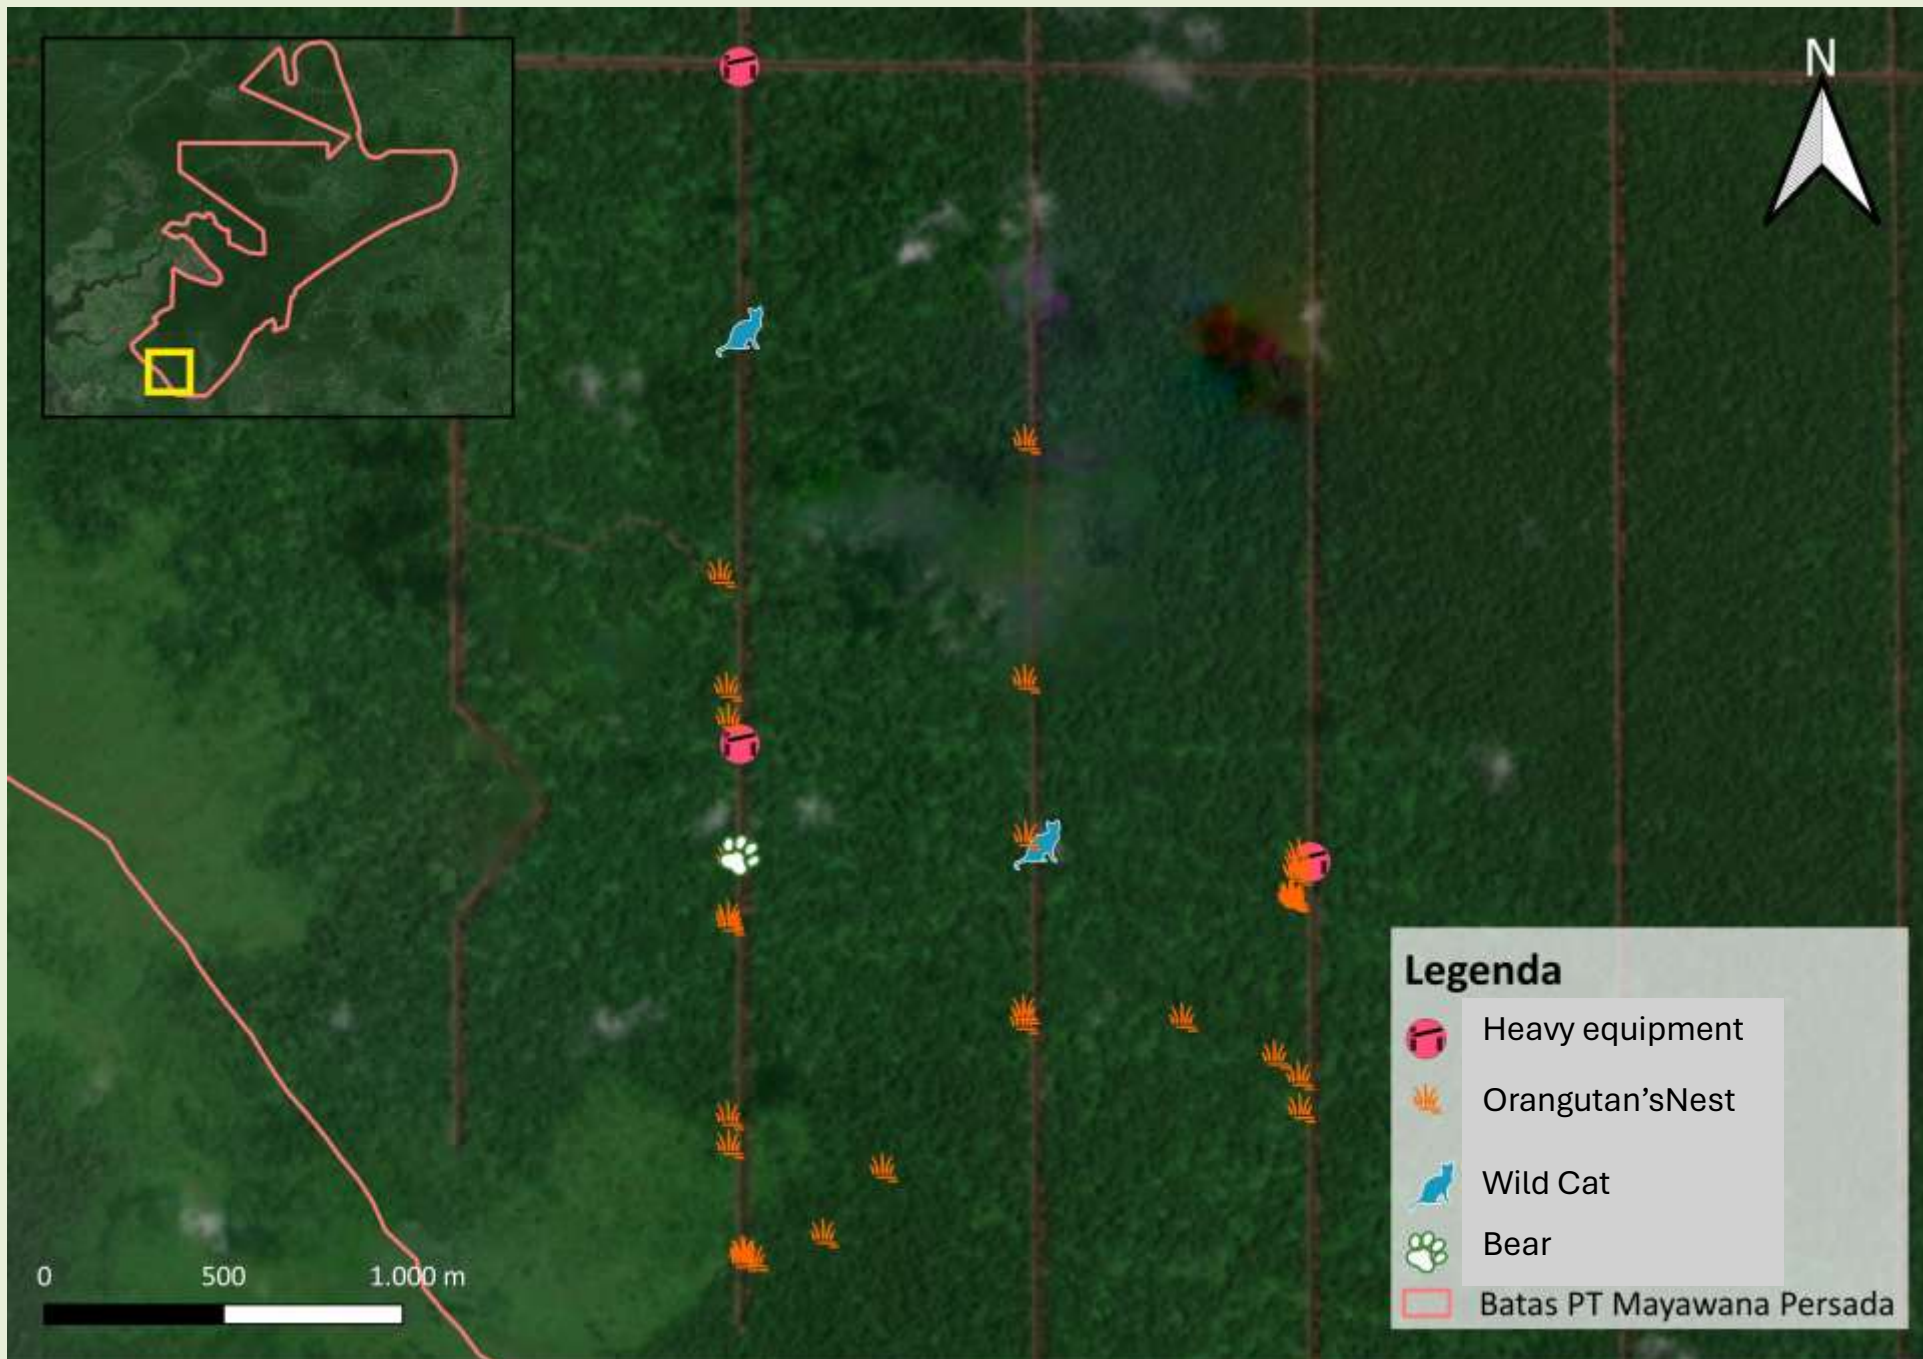 N
Legenda
Heavy equipment
Orangutan'sNest
Wild Cat
Bear
Batas PT Mayawana Persada
0 500 1.000 m